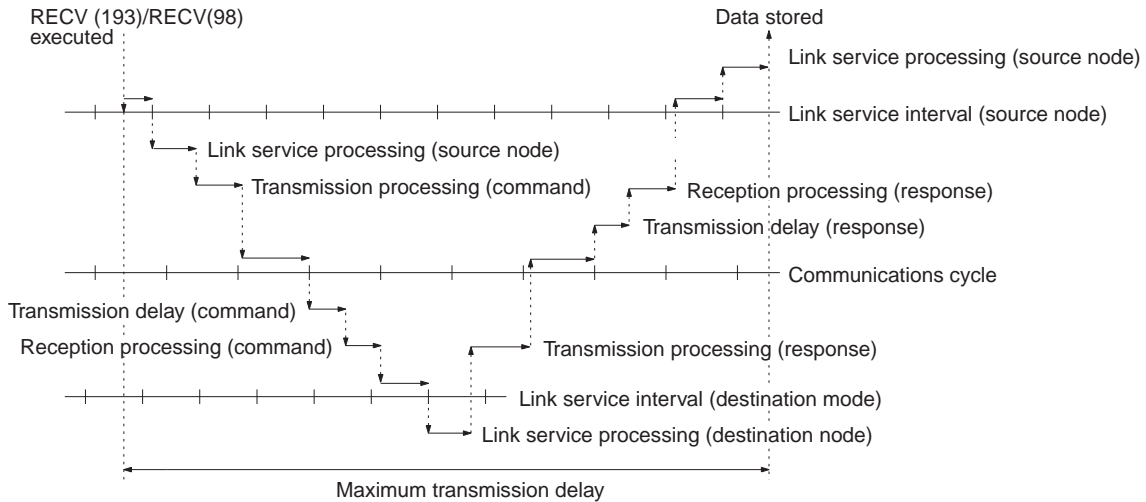 RECV (193)/RECV(98)
executed
Data stored
Link service processing (source node)
Link service interval (source node)
Link service processing (source node)
Transmission processing (command)
Reception processing (response)
Transmission delay (response)
Communications cycle
Transmission delay (command)
Reception processing (command)
Transmission processing (response)
Link service interval (destination mode)
Link service processing (destination node)
Maximum transmission delay